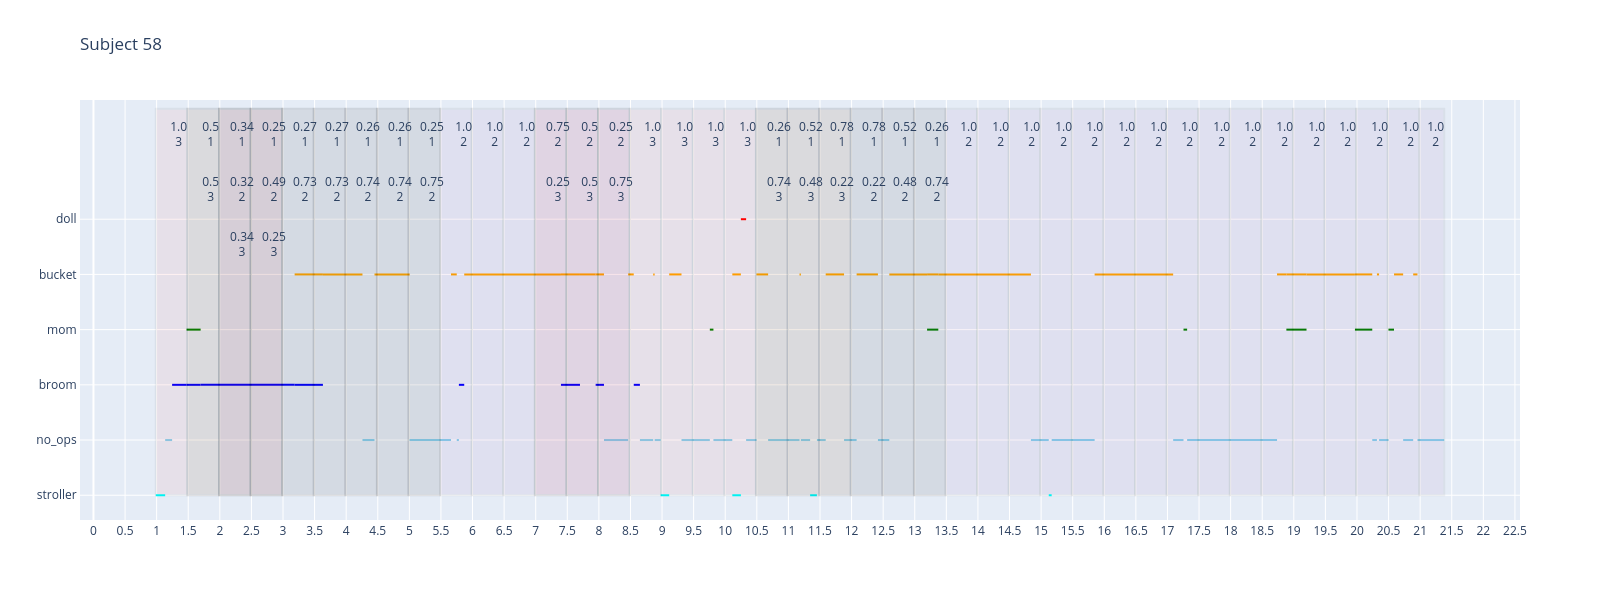 Subject 58
1.0 0.5 0.34 0.25 0.27 0.27 0.26 0.26 0.25 1.0 1.0 1.0 0.75 0.5 0.25 1.0 1.0 1.0 1.0 0.26 0.52 0.78 0.78 0.52 0.26 1.0 1.0 1.0 1.0 1.0 1.0 1.0 1.0 1.0 1.0 1.0 1.0 1.0 1.0 1.0 1.0
3 1 1 1 1 1 1 1 1 2 2 2 2 2 2 3 3 3 3 1 1 1 1 1 1 2 2 2 2 2 2 2 2 2 2 2 2 2 2 2 2
0.5 0.32 0.49 0.73 0.73 0.74 0.74 0.75 0.25 0.5 0.75 0.74 0.48 0.22 0.22 0.48 0.74
3 2 2 2 2 2 2 2 3 3 3 3 3 3 2 2 2
doll
0.34 0.25
3 3
bucket
mom
broom
no_ops
stroller
0 0.5 1 1.5 2 2.5 3 3.5 4 4.5 5 5.5 6 6.5 7 7.5 8 8.5 9 9.5 10 10.5 11 11.5 12 12.5 13 13.5 14 14.5 15 15.5 16 16.5 17 17.5 18 18.5 19 19.5 20 20.5 21 21.5 22 22.5